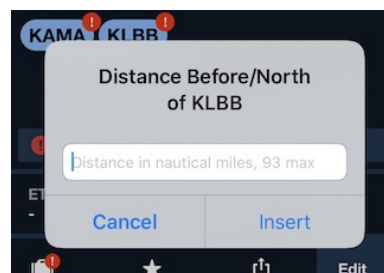 KAMA KLBB
Distance Before/North
of KLBB
Distance in nautical miles, 93 max
ET
-
Cancel Insert
Edit